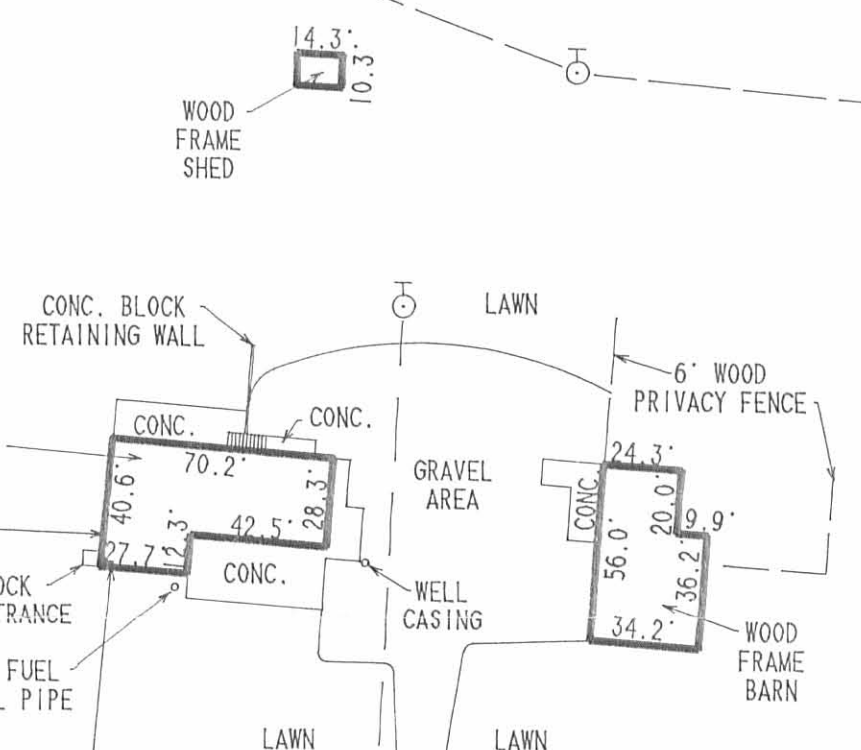 14.3'
10.3
WOOD
FRAME
SHED
CONC. BLOCK
RETAINING WALL
LAWN
6' WOOD
PRIVACY FENCE
CONC.
CONC.
70.2'
40.6'
28.3'
42.5'
12.3'
27.7'
CONC.
GRAVEL
AREA
24.3'
CONC.
20.0'
9.9'
56.0'
36.2'
34.2'
WELL
CASING
WOOD
FRAME
BARN
FUEL
PIPE
LAWN
LAWN